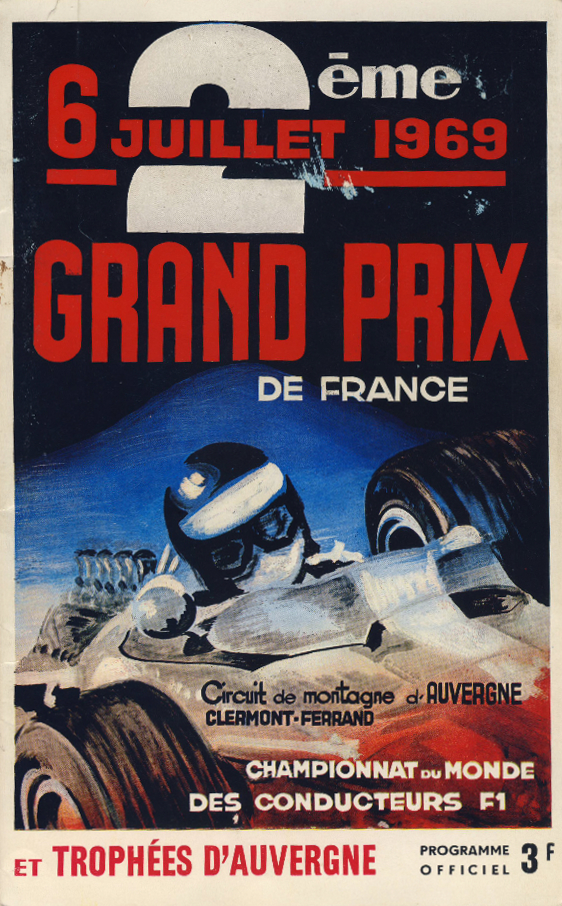 2ème
6 JUILLET 1969
GRAND PRIX
DE FRANCE
Circuit de montagne d'AUVERGNE
CLERMONT-FERRAND
CHAMPIONNAT DU MONDE
DES CONDUCTEURS F1
ET TROPHÉES D'AUVERGNE
PROGRAMME
OFFICIEL 3F